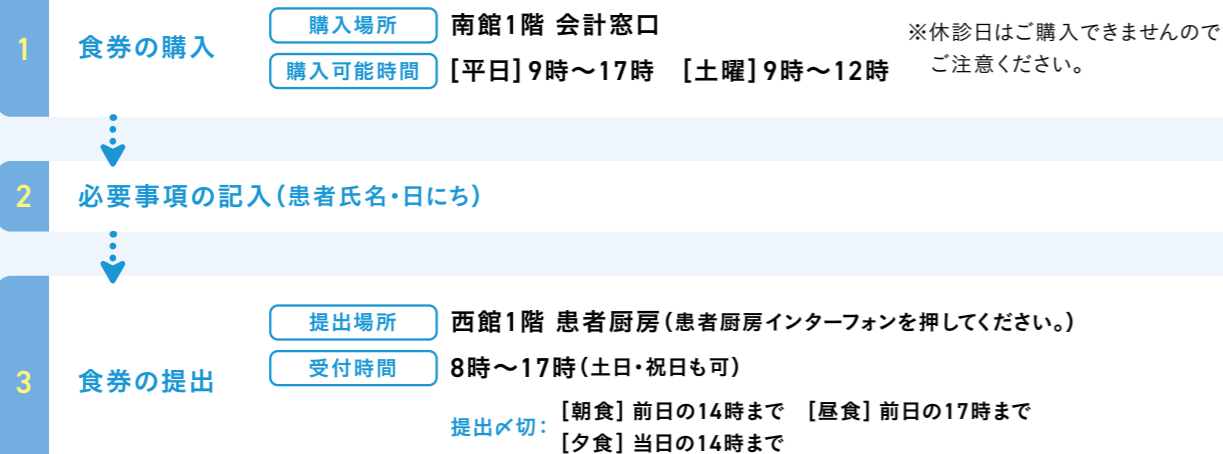 1
食券の購入
購入場所 南館1階 会計窓口
購入可能時間 [平日]9時〜17時 [土曜]9時〜12時
※休診日はご購入できませんので
ご注意ください。
2
必要事項の記入(患者氏名・日にち)
3
食券の提出
提出場所 西館1階 患者厨房(患者厨房インターフォンを押してください。)
受付時間 8時〜17時(土日・祝日も可)
提出〆切: [朝食] 前日の14時まで [昼食] 前日の17時まで
[夕食] 当日の14時まで